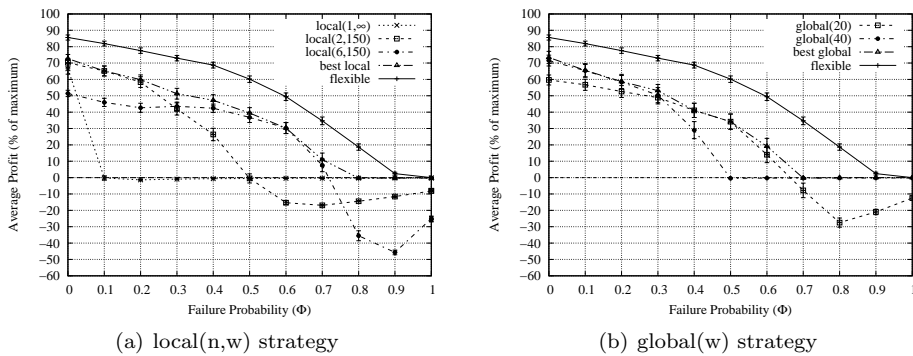 100
90
80
70
60
50
40
30
20
10
0
−10
−20
−30
−40
−50
−60
Average Profit (% of maximum)
local(1,∞)
local(2,150)
local(6,150)
best local
flexible
0 0.1 0.2 0.3 0.4 0.5 0.6 0.7 0.8 0.9 1
Failure Probability (Φ)
(a) local(n,w) strategy
100
90
80
70
60
50
40
30
20
10
0
−10
−20
−30
−40
−50
−60
Average Profit (% of maximum)
global(20)
global(40)
best global
flexible
0 0.1 0.2 0.3 0.4 0.5 0.6 0.7 0.8 0.9 1
Failure Probability (Φ)
(b) global(w) strategy